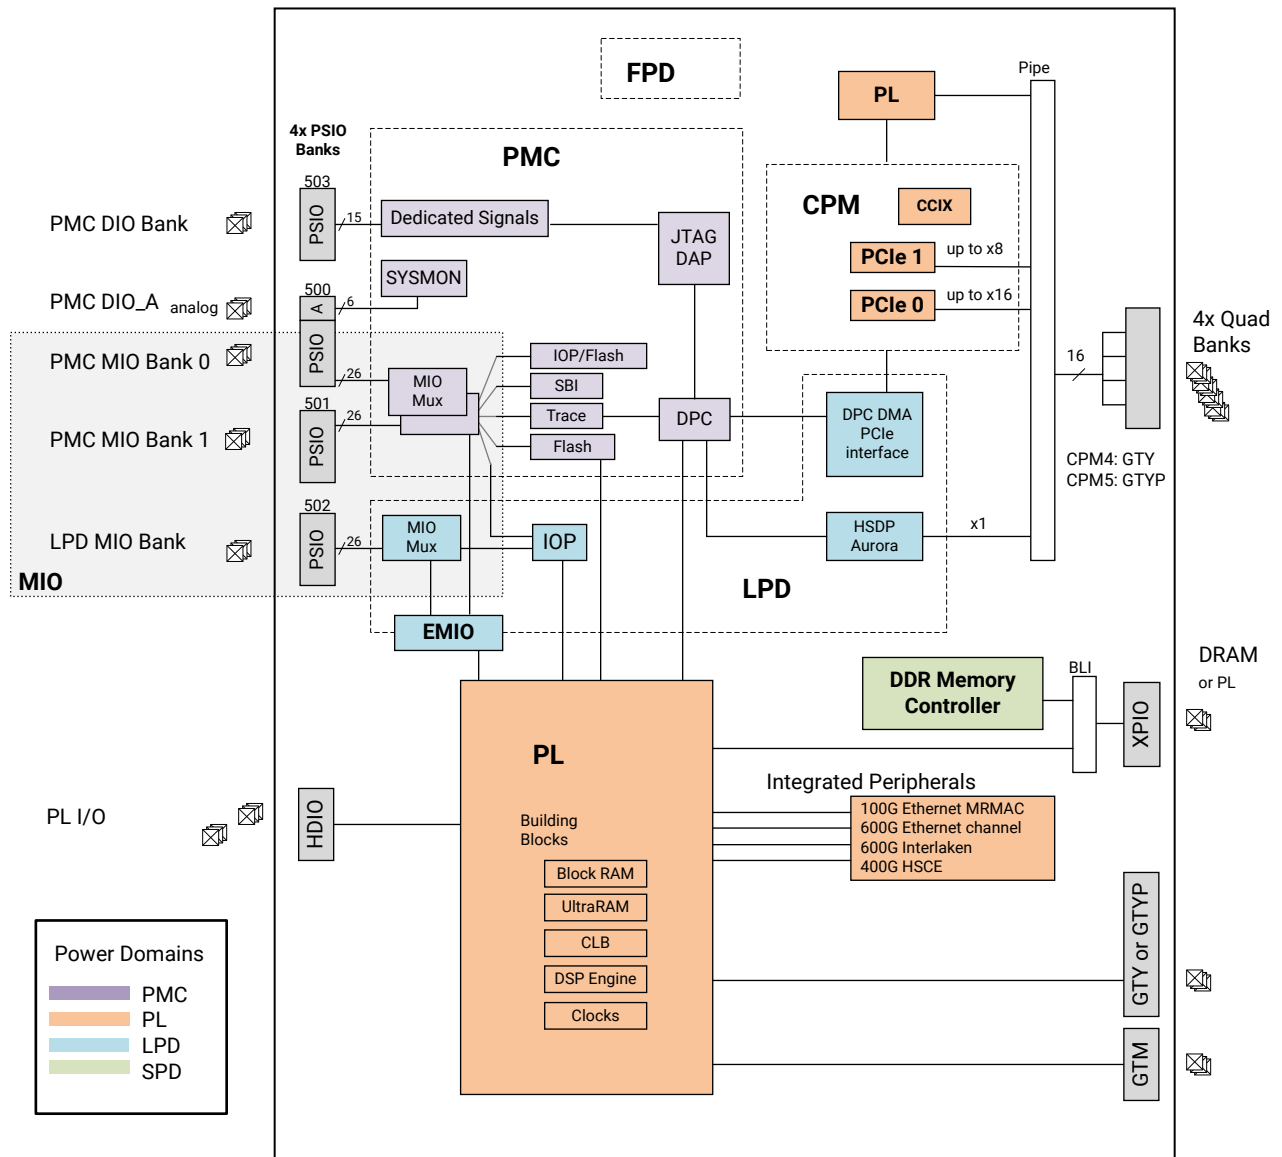 FPD
Pipe
PL
4x PSIO
Banks
PMC
503
PMC DIO Bank
PSIO
15
Dedicated Signals
JTAG
DAP
CPM
CCIX
PCIe 1
up to x8
SYSMON
PMC DIO_A analog
500
A
6
PCIe 0
up to x16
4x Quad
Banks
PMC MIO Bank 0
PSIO
26
MIO
Mux
IOP/Flash
SBI
Trace
Flash
DPC
DPC DMA
PCIe
interface
16
501
PMC MIO Bank 1
PSIO
26
CPM4: GTY
CPM5: GTYP
502
LPD MIO Bank
PSIO
26
MIO
Mux
IOP
HSDP
Aurora
x1
MIO
LPD
EMIO
DDR Memory
Controller
BLI
DRAM
or PL
XPIO
PL
Integrated Peripherals
100G Ethernet MRMAC
600G Ethernet channel
600G Interlaken
400G HSCE
PL I/O
HDIO
Building
Blocks
Block RAM
UltraRAM
CLB
DSP Engine
Clocks
GTY or GTYP
GTM
Power Domains
PMC
PL
LPD
SPD